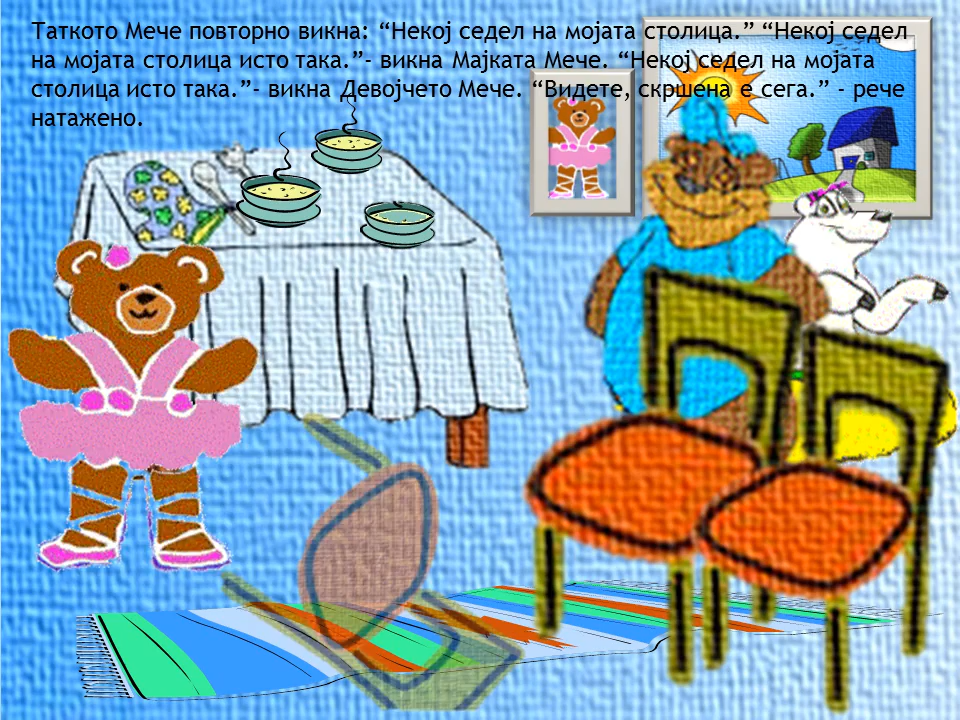 Таткото Мече повторно викна: “Некој седел на мојата столица.” “Некој седел
на мојата столица исто така.”- викна Мајката Мече. “Некој седел на мојата
столица исто така.”- викна Девојчето Мече. “Видете, скршена е сега.” - рече
натажено.